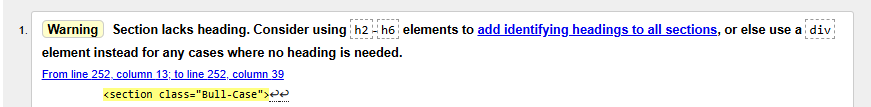 1. Warning Section lacks heading. Consider using h2-h6 elements to add identifying headings to all sections, or else use a div
element instead for any cases where no heading is needed.
From line 252, column 13; to line 252, column 39
<section class="Bull-Case">↩↩